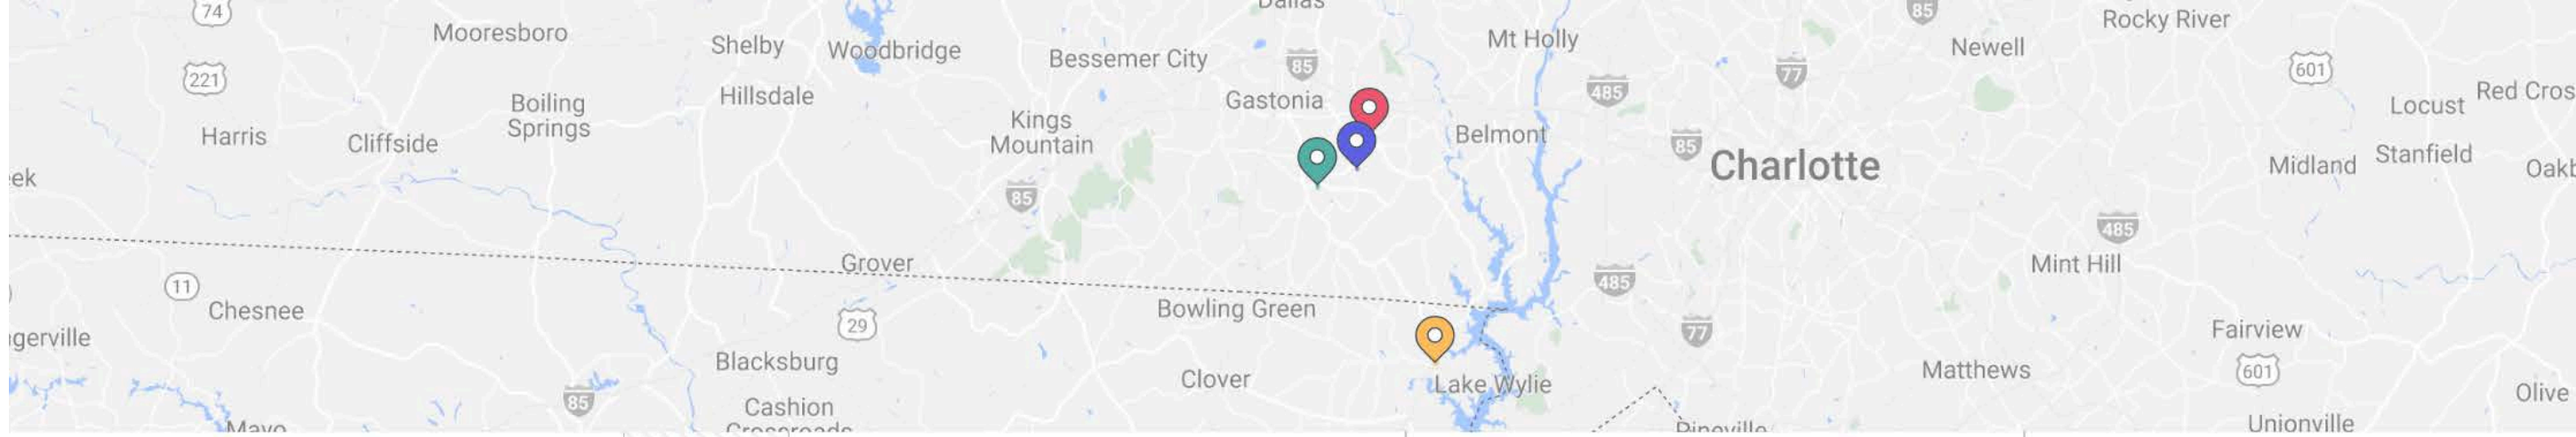 74
85
Rocky River
Mooresboro
Mt Holly
Shelby
Newell
Woodbridge
Bessemer City
85
77
601
221
Red Cros
485
Hillsdale
Gastonia
Boiling
Springs
Locust
Kings
Mountain
Harris
Cliffside
Belmont
85
Stanfield
Charlotte
Midland
Oakb
ek
85
485
Grover
Mint Hill
485
11
Chesnee
Bowling Green
29
77
Fairview
gerville
Blacksburg
Matthews
601
Clover
Lake Wylie
Olive
85
Cashion
Unionville